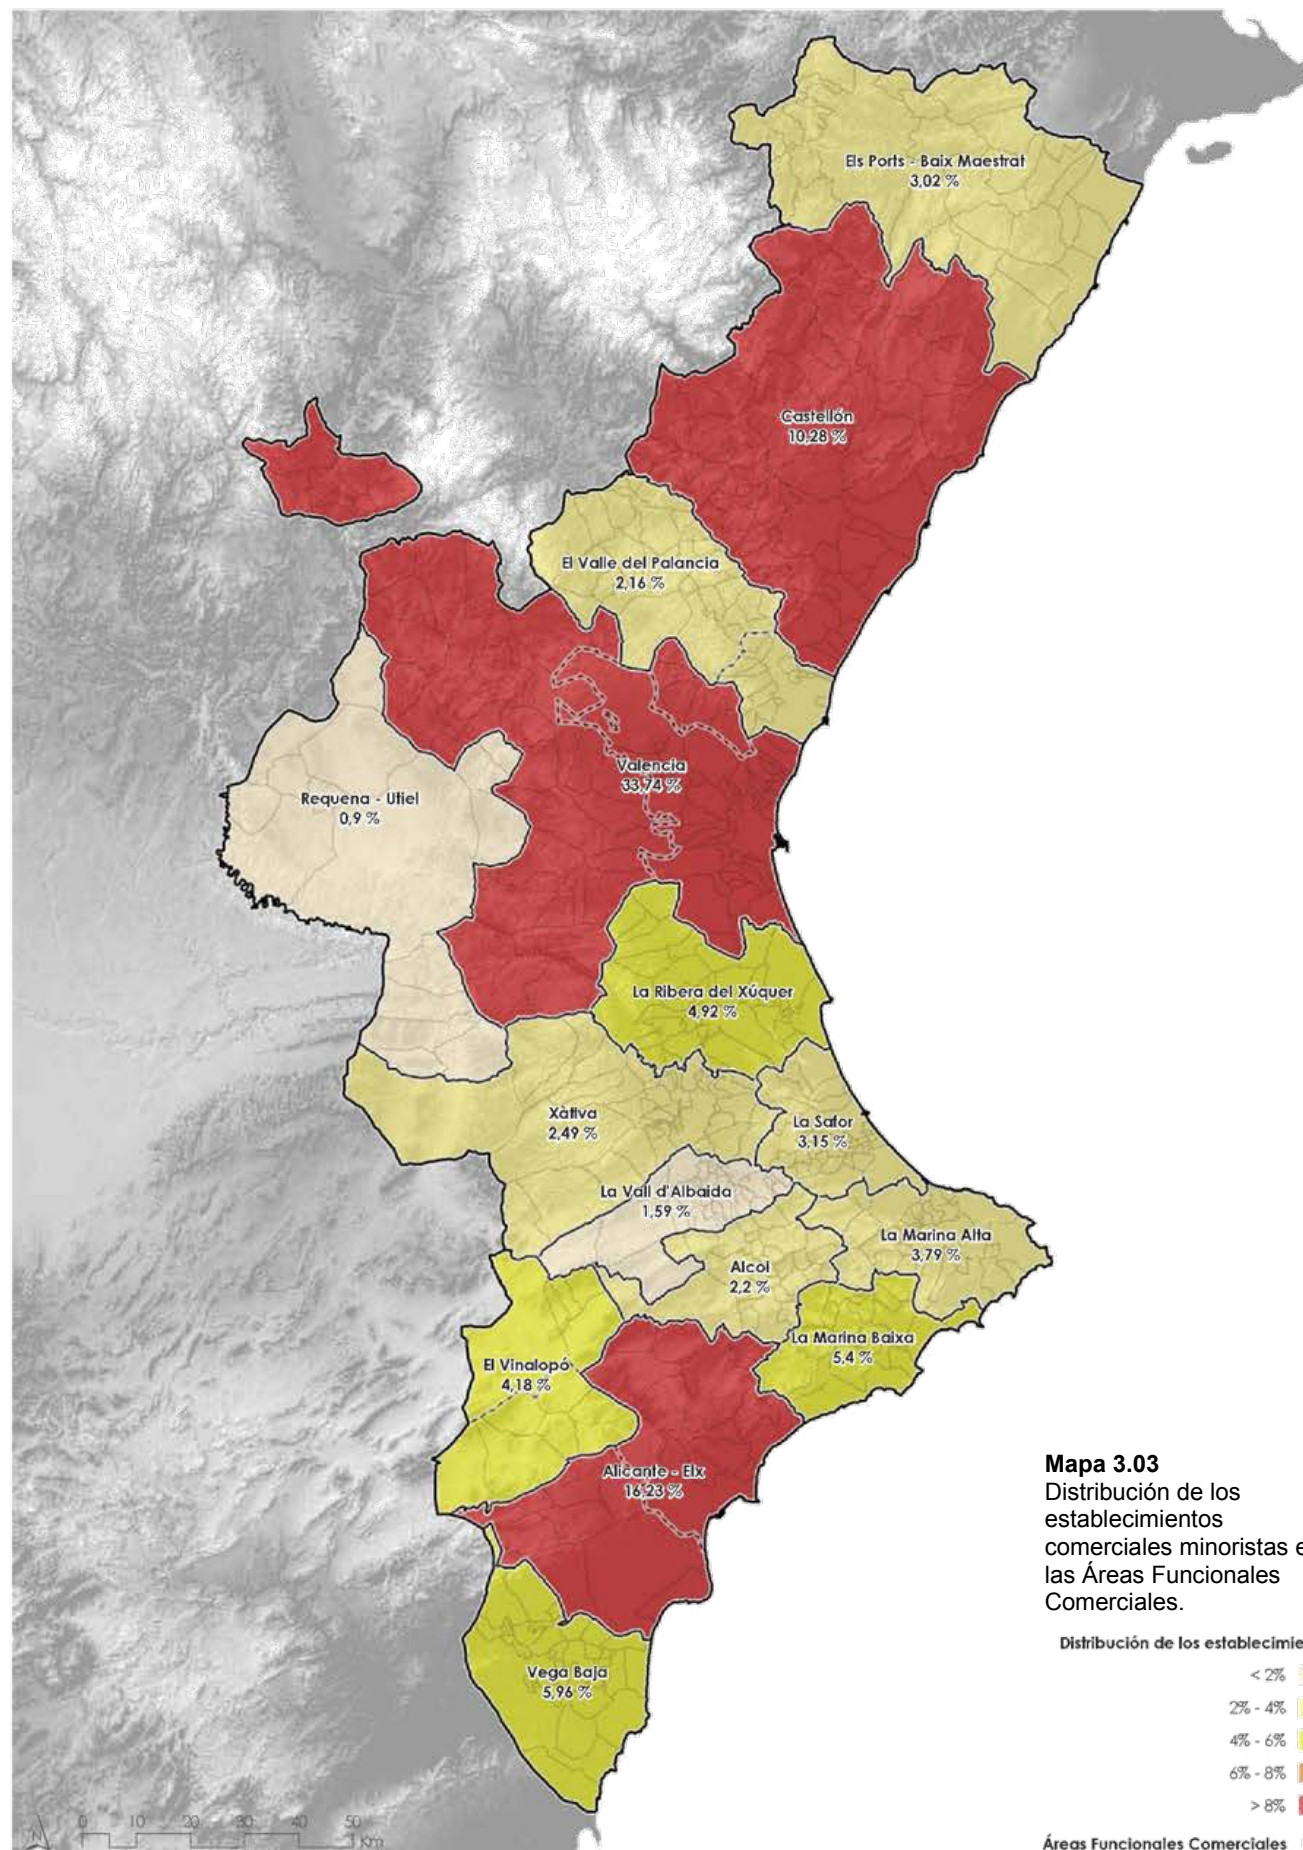 Els Ports - Baix Maestrat
3,02 %
Castellón
10,28 %
El Valle del Palancia
2,16 %
Valencia
33,74 %
Requena - Utiel
0,9 %
La Ribera del Xúquer
4,92 %
Xàtiva
2,49 %
La Safor
3,15 %
La Vall d'Albaida
1,59 %
La Marina Alta
3,79 %
Alcoi
2,2 %
La Marina Baixa
5,4 %
El Vinalopó
4,18 %
Alicante - Elx
16,23 %
Vega Baja
5,96 %
Mapa 3.03
Distribución de los
establecimientos
comerciales minoristas e
las Áreas Funcionales
Comerciales.
Distribución de los establecimie
< 2%
2% - 4%
4% - 6%
6% - 8%
> 8%
Áreas Funcionales Comerciales
N
0 10 20 30 40 50
Km